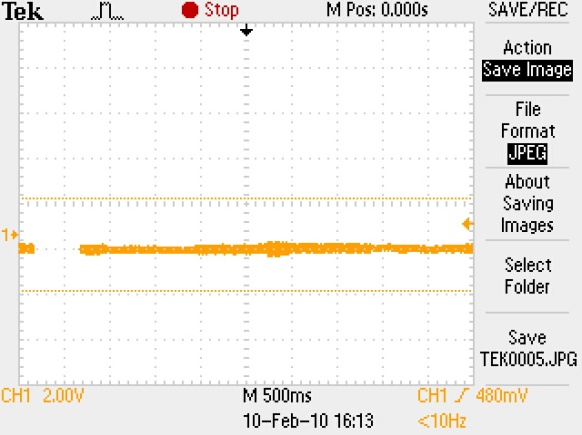 Tek Stop M Pos: 0.000s SAVE/REC
Action
Save Image
File
Format
JPEG
About
Saving
Images
Select
Folder
Save
TEK0005.JPG
1
CH1 2.00V M 500ms CH1 480mV
10-Feb-10 16:13 <10Hz